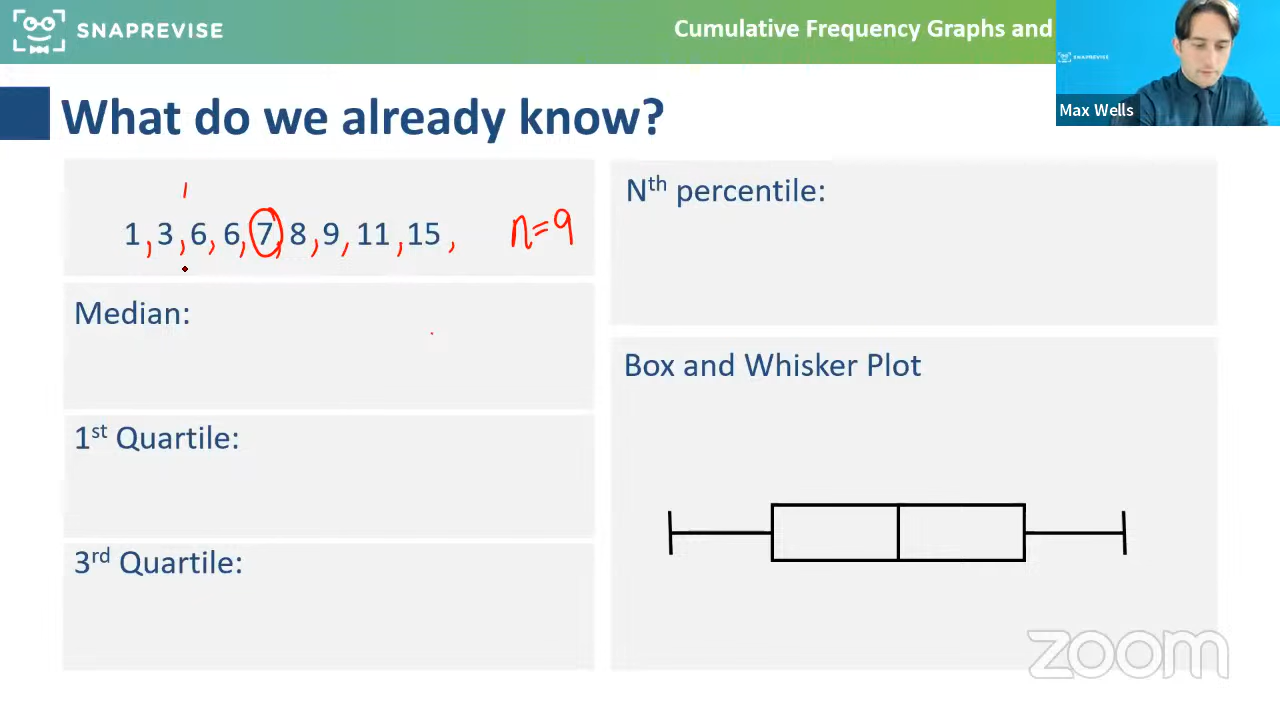 SNAPREVISE
Cumulative Frequency Graphs and
SNAPREVISE
Max Wells
What do we already know?
1, 3, 6, 6, 7, 8, 9, 11, 15, n=9
Median:
1st Quartile:
3rd Quartile:
Nth percentile:
Box and Whisker Plot
zoom